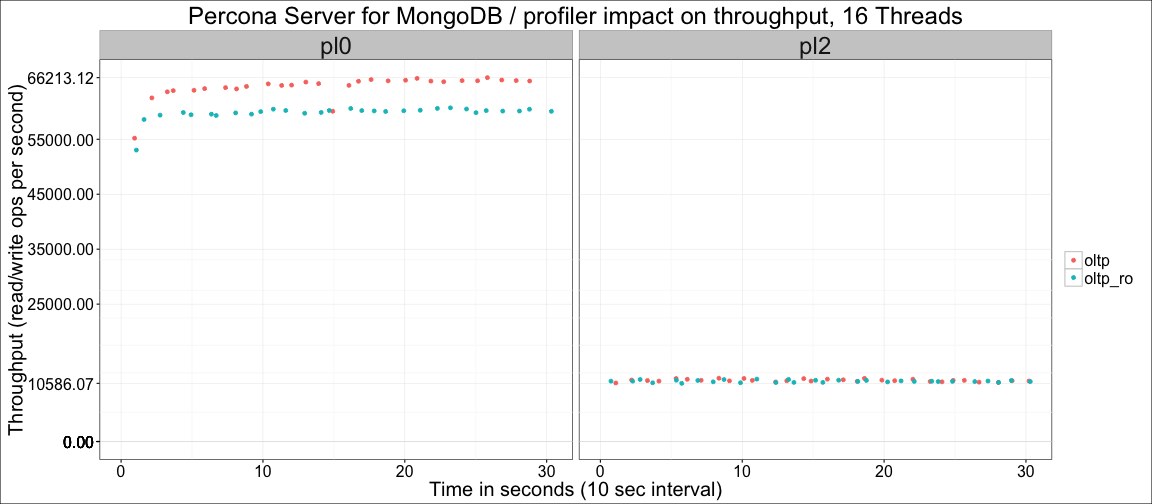 Percona Server for MongoDB / profiler impact on throughput, 16 Threads
pl0
pl2
Throughput (read/write ops per second)
66213.12
55000.00
45000.00
35000.00
25000.00
10586.07
0.00
oltp
oltp_ro
0 10 20 30
0 10 20 30
Time in seconds (10 sec interval)